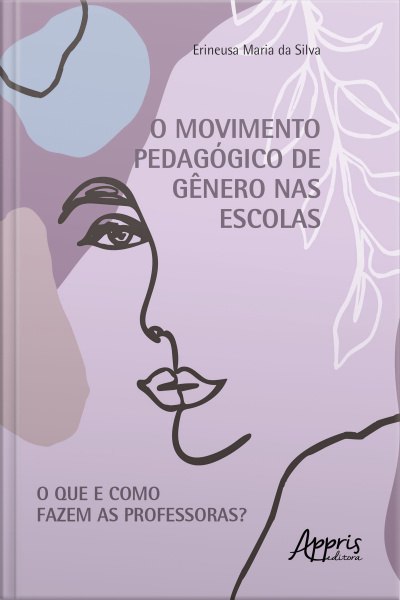 Erineusa Maria da Silva
O MOVIMENTO
PEDAGÓGICO DE
GÊNERO NAS
ESCOLAS
O QUE E COMO
FAZEM AS PROFESSORAS?
Appris
editora